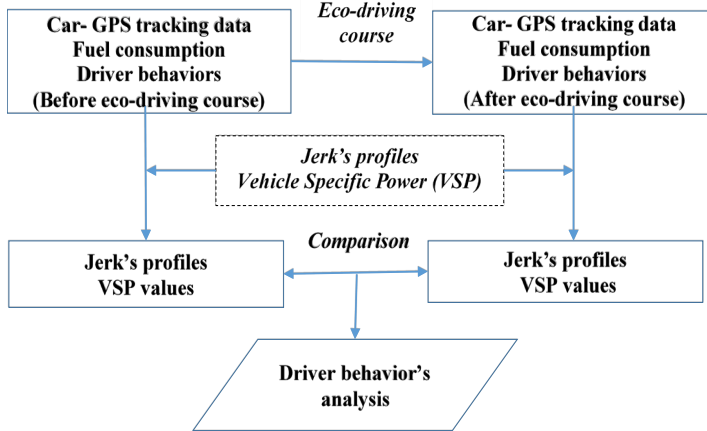 Car- GPS tracking data
Fuel consumption
Driver behaviors
(Before eco-driving course)
Eco-driving
course
Car- GPS tracking data
Fuel consumption
Driver behaviors
(After eco-driving course)
Jerk's profiles
Vehicle Specific Power (VSP)
Jerk's profiles
VSP values
Comparison
Jerk's profiles
VSP values
Driver behavior's
analysis